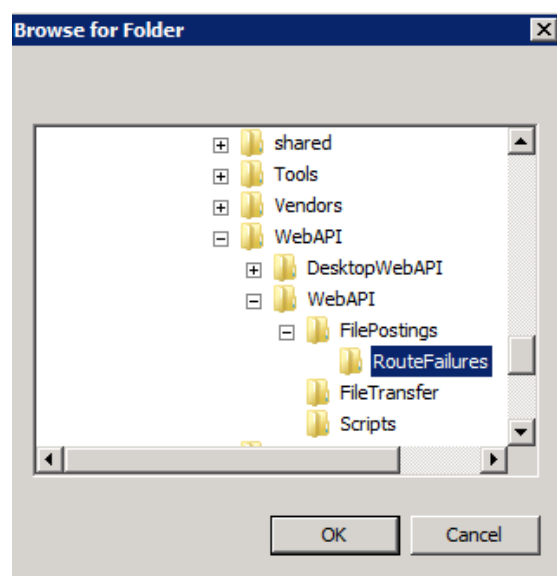 Browse for Folder
shared
Tools
Vendors
WebAPI
DesktopWebAPI
WebAPI
FilePostings
RouteFailures
FileTransfer
Scripts
OK Cancel